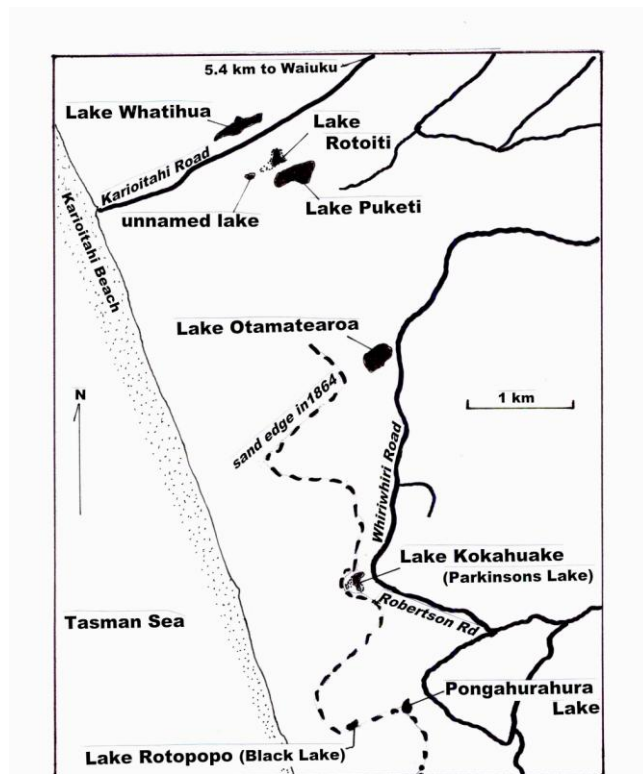 5.4 km to Waiuku
Lake Whatihua
Lake
Rotoiti
Karioitahi Road
unnamed lake
Lake Puketi
Karioitahi Beach
Lake Otamatearoa
N
1 km
sand edge in1864
Whiriwhiri Road
Lake Kokahuake
(Parkinsons Lake)
Robertson Rd
Tasman Sea
Pongahurahura
Lake
Lake Rotopopo (Black Lake)